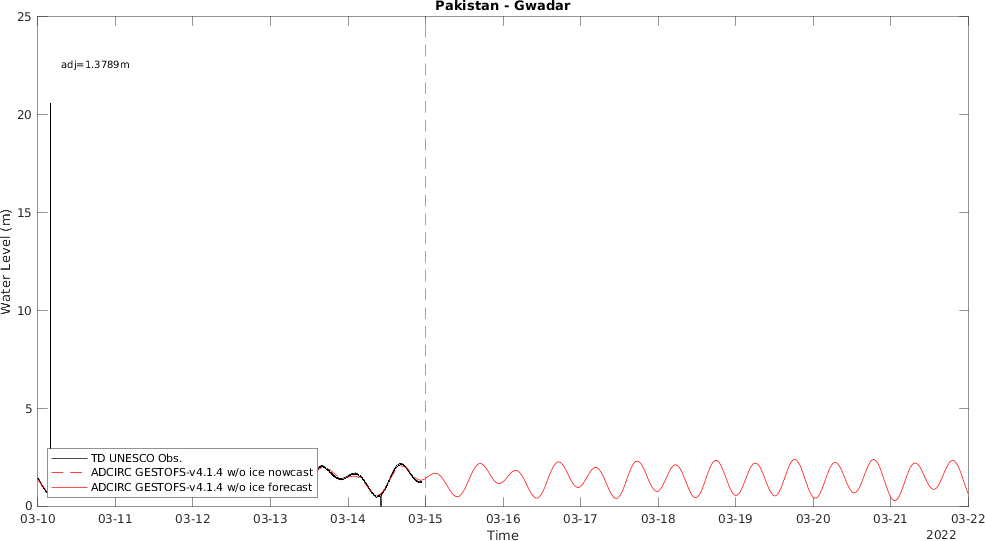 Pakistan - Gwadar
25
adj=1.3789m
20
15
Water Level (m)
10
5
TD UNESCO Obs.
ADCIRC GESTOFS-v4.1.4 w/o ice nowcast
ADCIRC GESTOFS-v4.1.4 w/o ice forecast
0
03-10 03-11 03-12 03-13 03-14 03-15 03-16 03-17 03-18 03-19 03-20 03-21 03-22
Time
2022